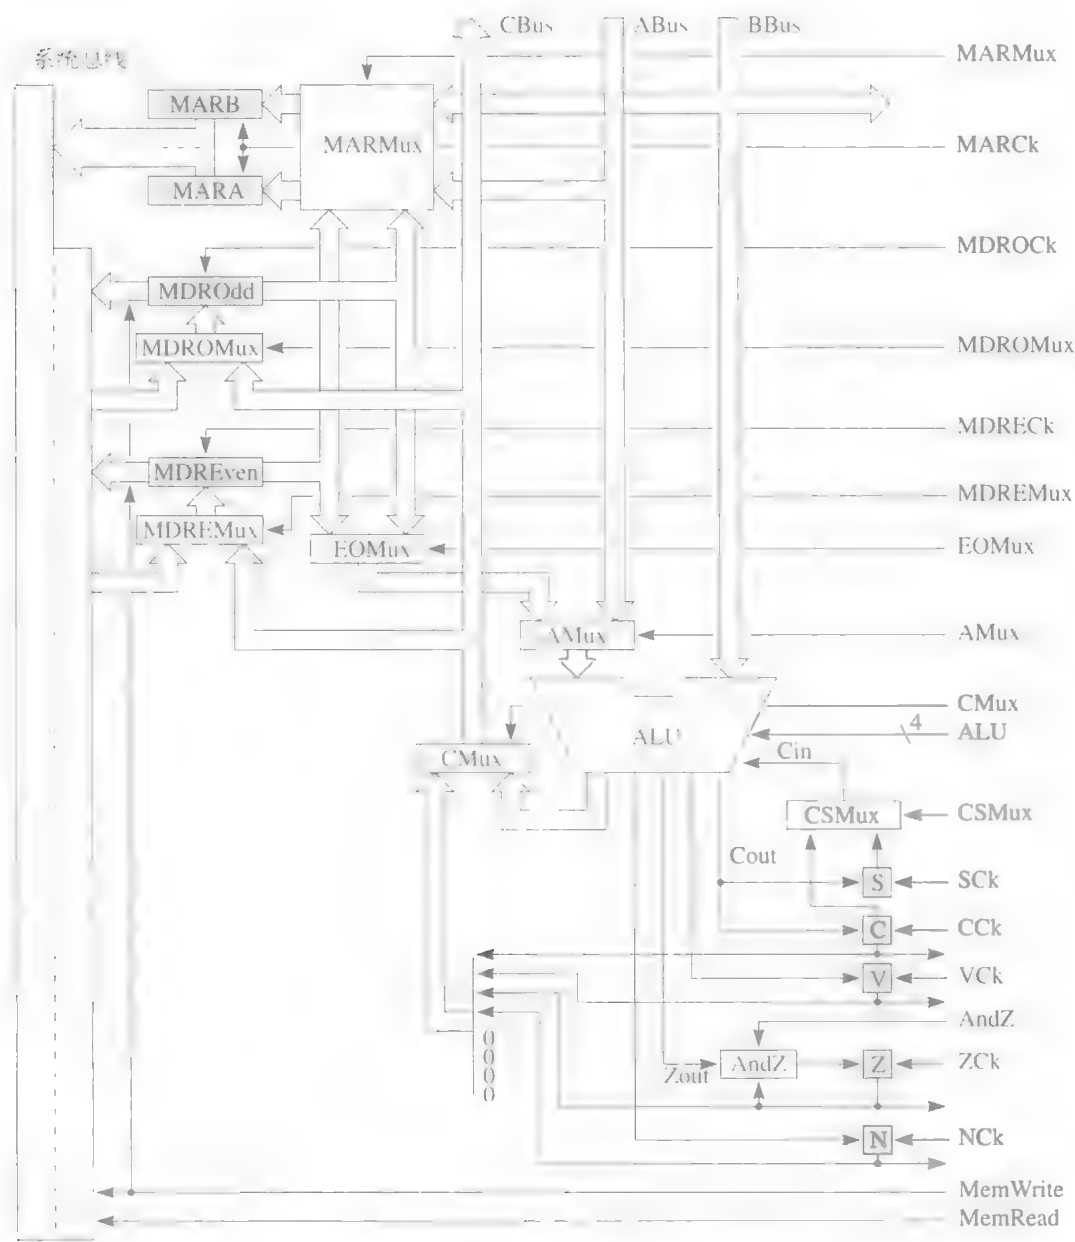 CBus
ABus
BBus
系统总线
MARMux
MARB
MARMux
MARCk
MARA
MDROCk
MDROdd
MDROMux
MDROMux
MDRECk
MDREven
MDREMux
MDREMux
EOMux
EOMux
AMux
AMux
CMux
4
ALU
ALU
CMux
Cin
CSMux
CSMux
Cout
S
SCk
C
CCk
V
VCk
AndZ
0
0
0
0
Zout
AndZ
Z
ZCk
N
NCk
MemWrite
MemRead